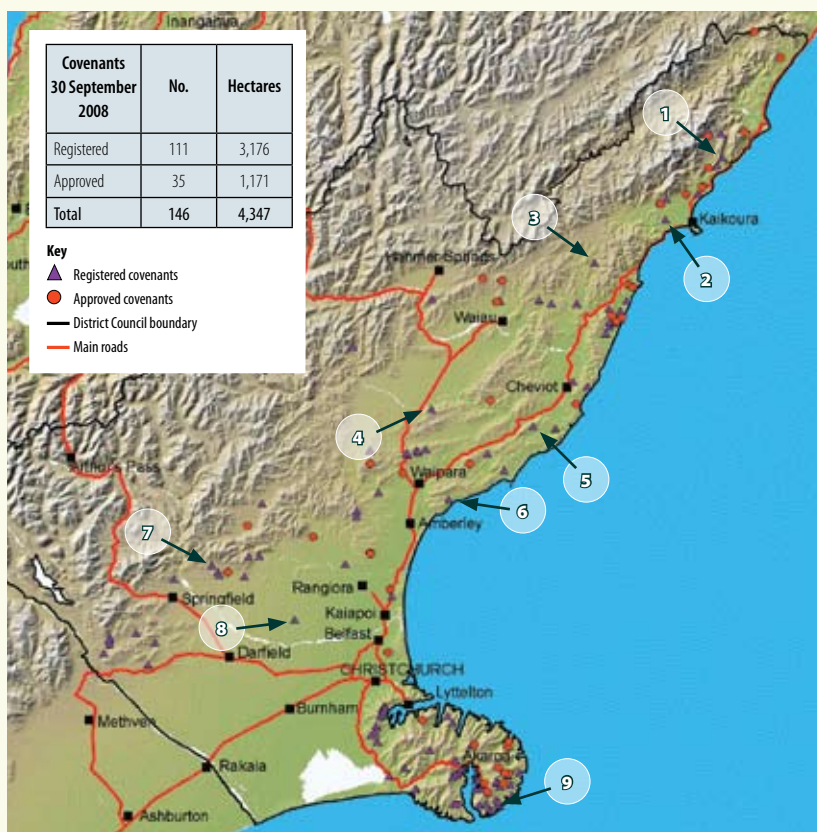 Inangahua
Covenants
30 September
2008
No.
Hectares
Registered 111 3,176
Approved 35 1,171
Total 146 4,347
Key
Registered covenants
Approved covenants
District Council boundary
Main roads
1
Kaikoura
3
2
Hanmer Springs
Waiau
Cheviot
4
Arthur's Pass
5
Waipara
6
Amberley
7
Rangiora
Springfield
Kaiapoi
8
Belfast
Darfield
CHRISTCHURCH
Lyttelton
Burnham
Methven
Akaroa
Rakaia
9
Ashburton